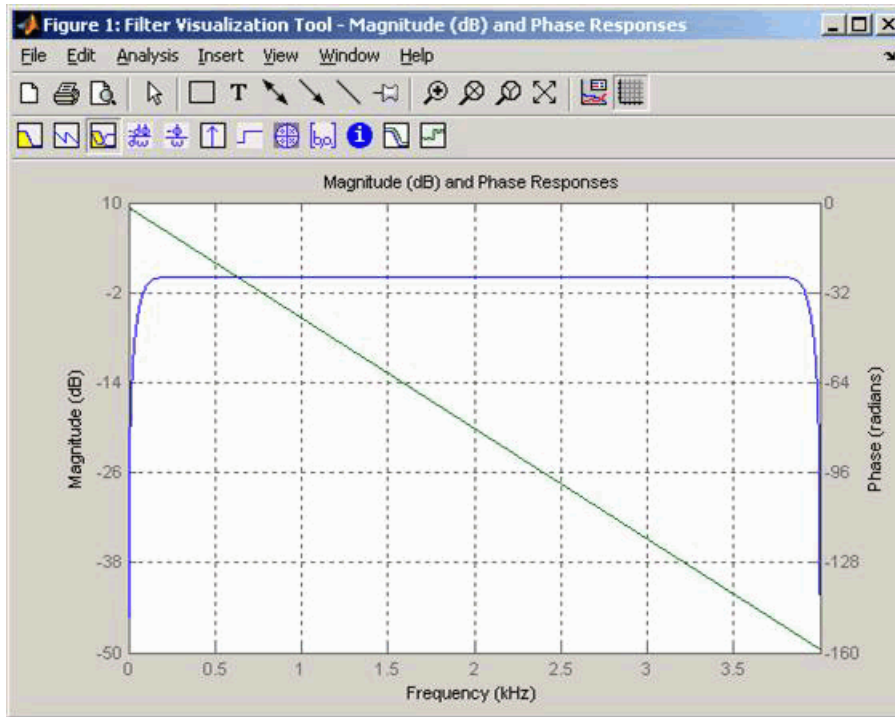 Figure 1: Filter Visualization Tool - Magnitude (dB) and Phase Responses
File Edit Analysis Insert View Window Help
T
[b,a] i
Magnitude (dB) and Phase Responses
10
-2
-14
-26
-38
-50
Magnitude (dB)
0
-32
-64
-96
-128
-160
Phase (radians)
0 0.5 1 1.5 2 2.5 3 3.5
Frequency (kHz)